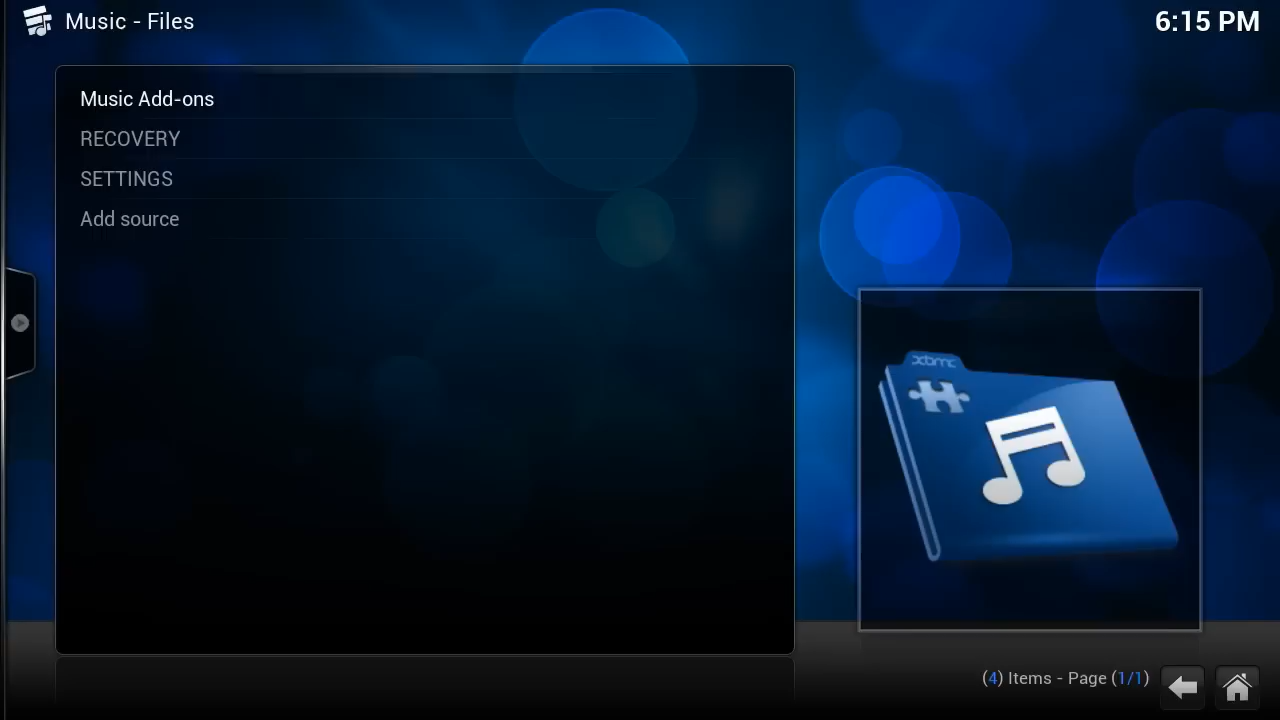 Music - Files
6:15 PM
Music Add-ons
RECOVERY
SETTINGS
Add source
xbmc
(4) Items - Page (1/1)